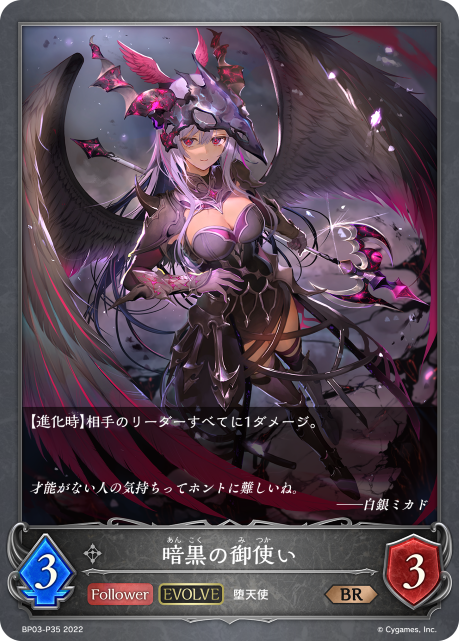 【進化時】相手のリーダーすべてに1ダメージ。
才能がない人の気持ちってホントに難しいね。
──白銀ミカド
あん こく み つか
暗黒の御使い
3
3
Follower EVOLVE 堕天使 BR
BP03-P35 2022 © Cygames, Inc.